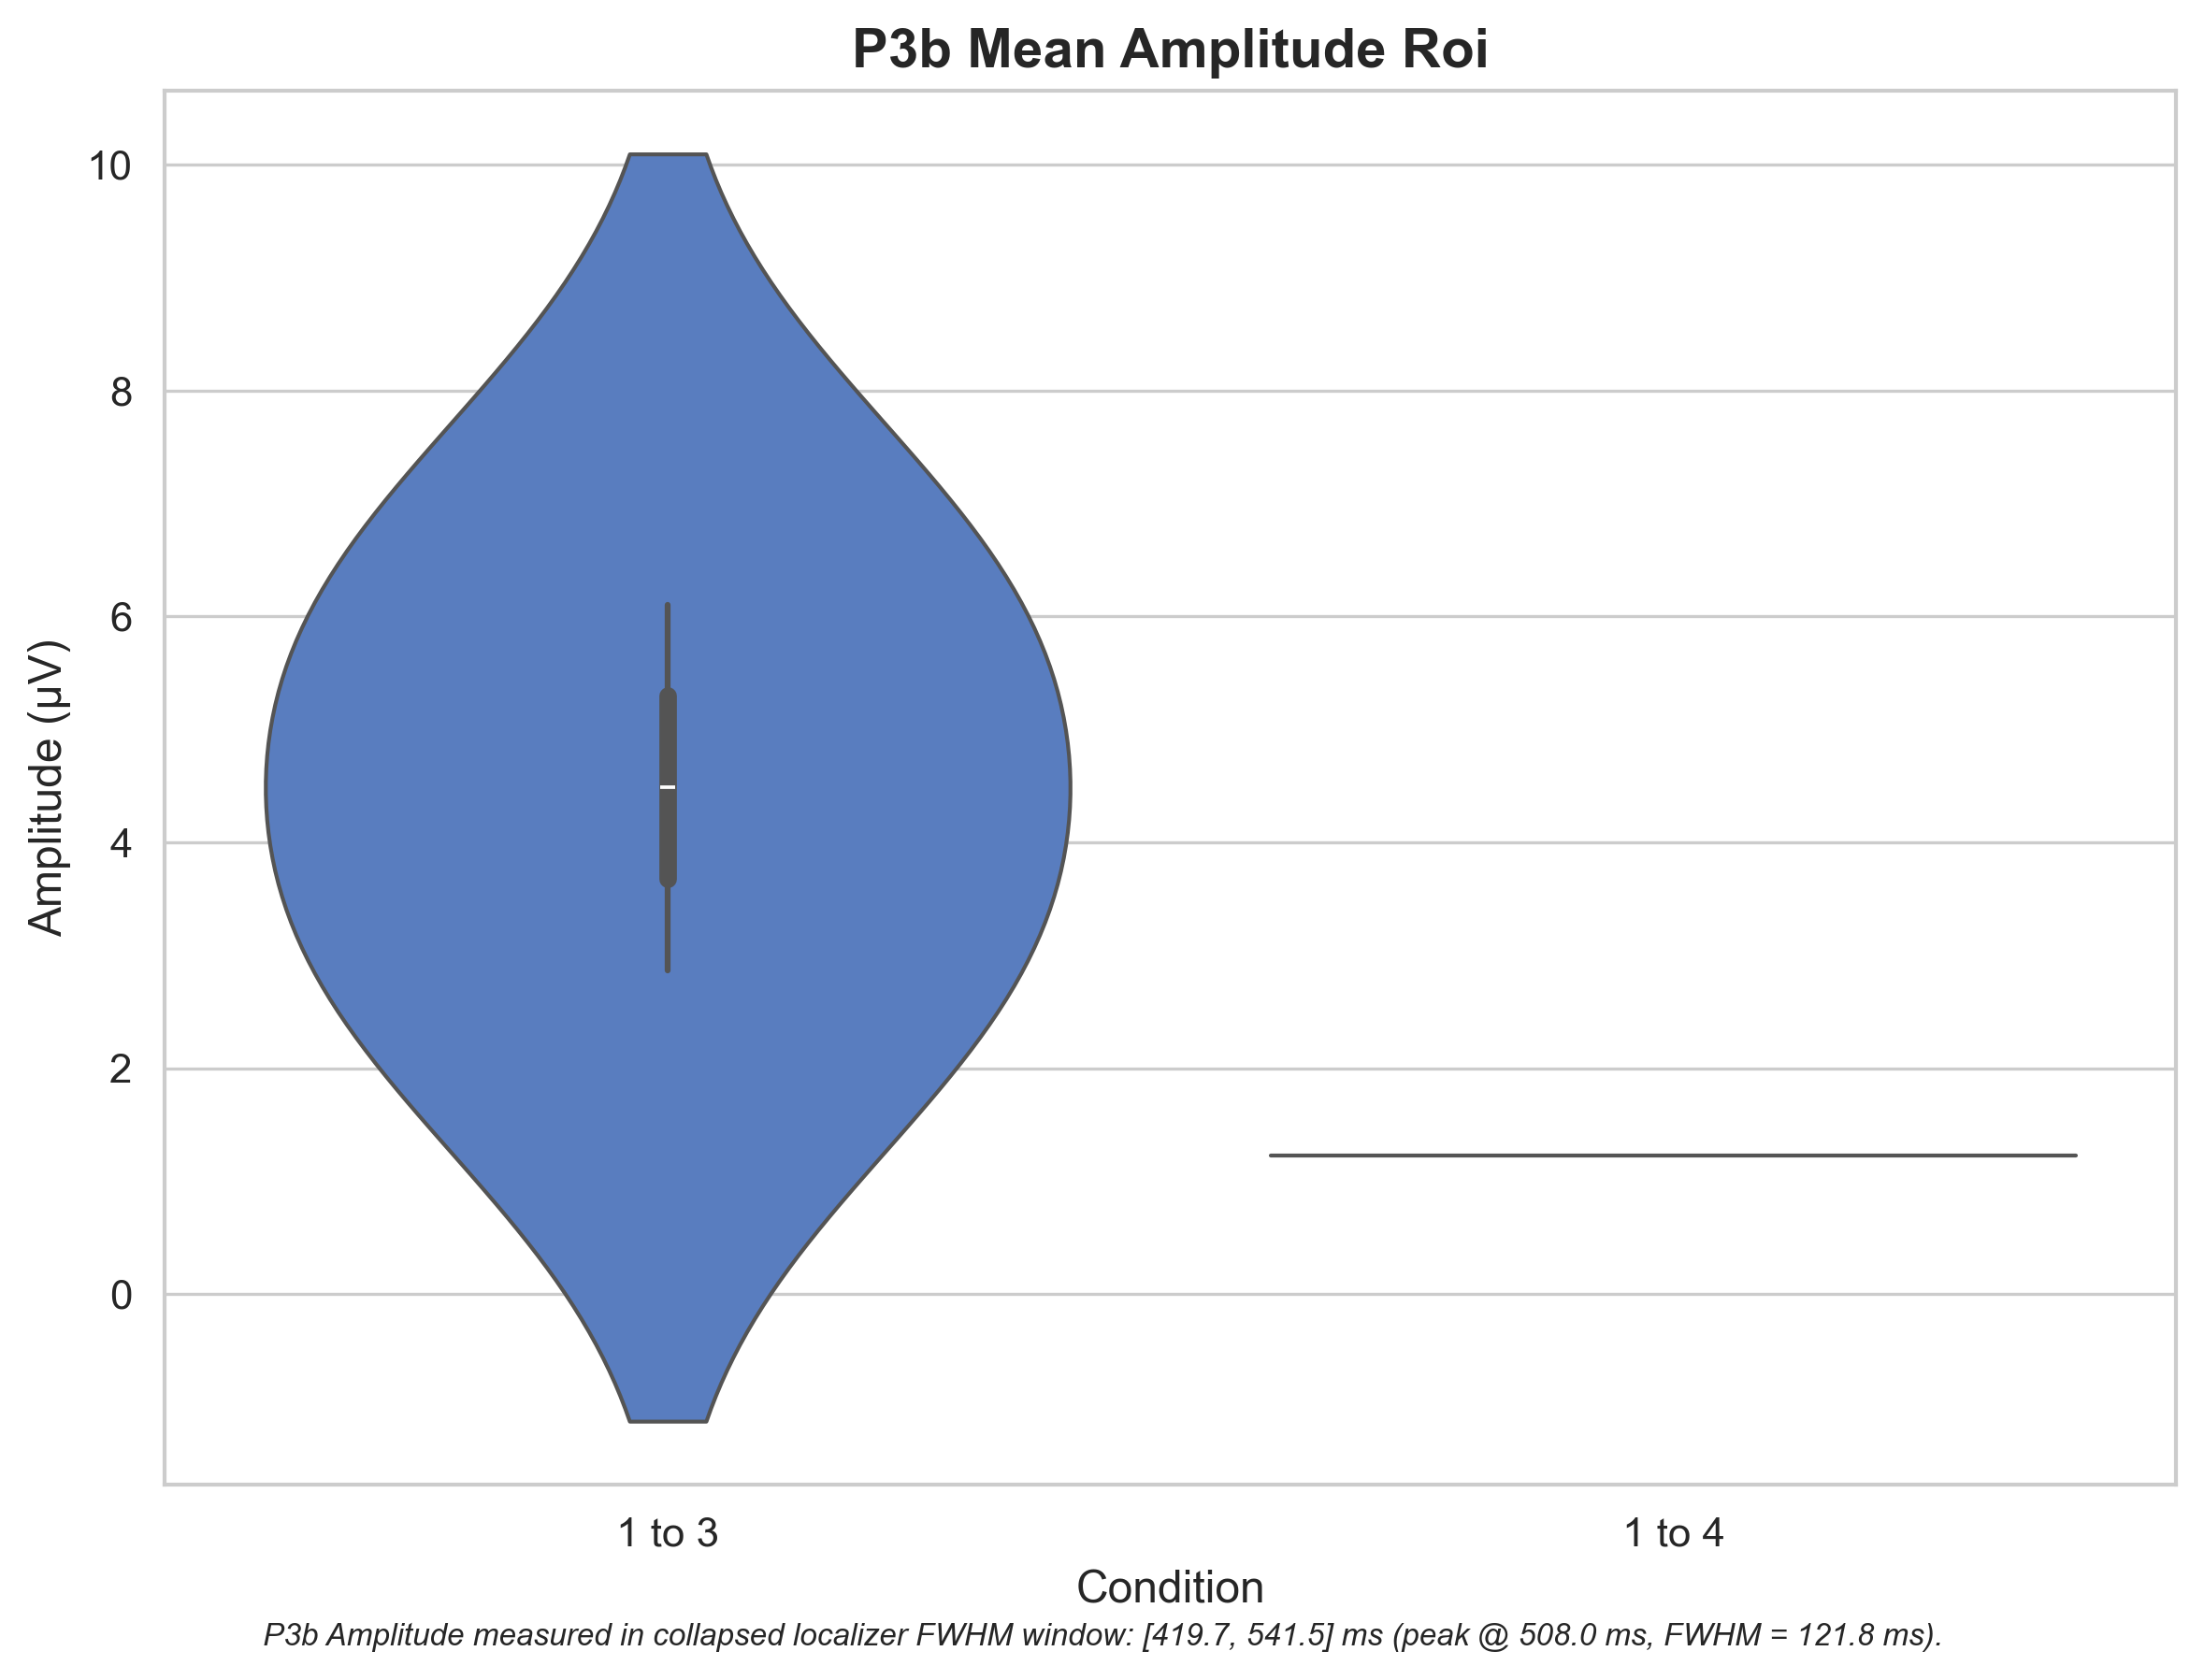 P3b Mean Amplitude Roi
Amplitude (µV)
10
8
6
4
2
0
1 to 3
1 to 4
Condition
P3b Amplitude measured in collapsed localizer FWHM window: [419.7, 541.5] ms (peak @ 508.0 ms, FWHM = 121.8 ms).